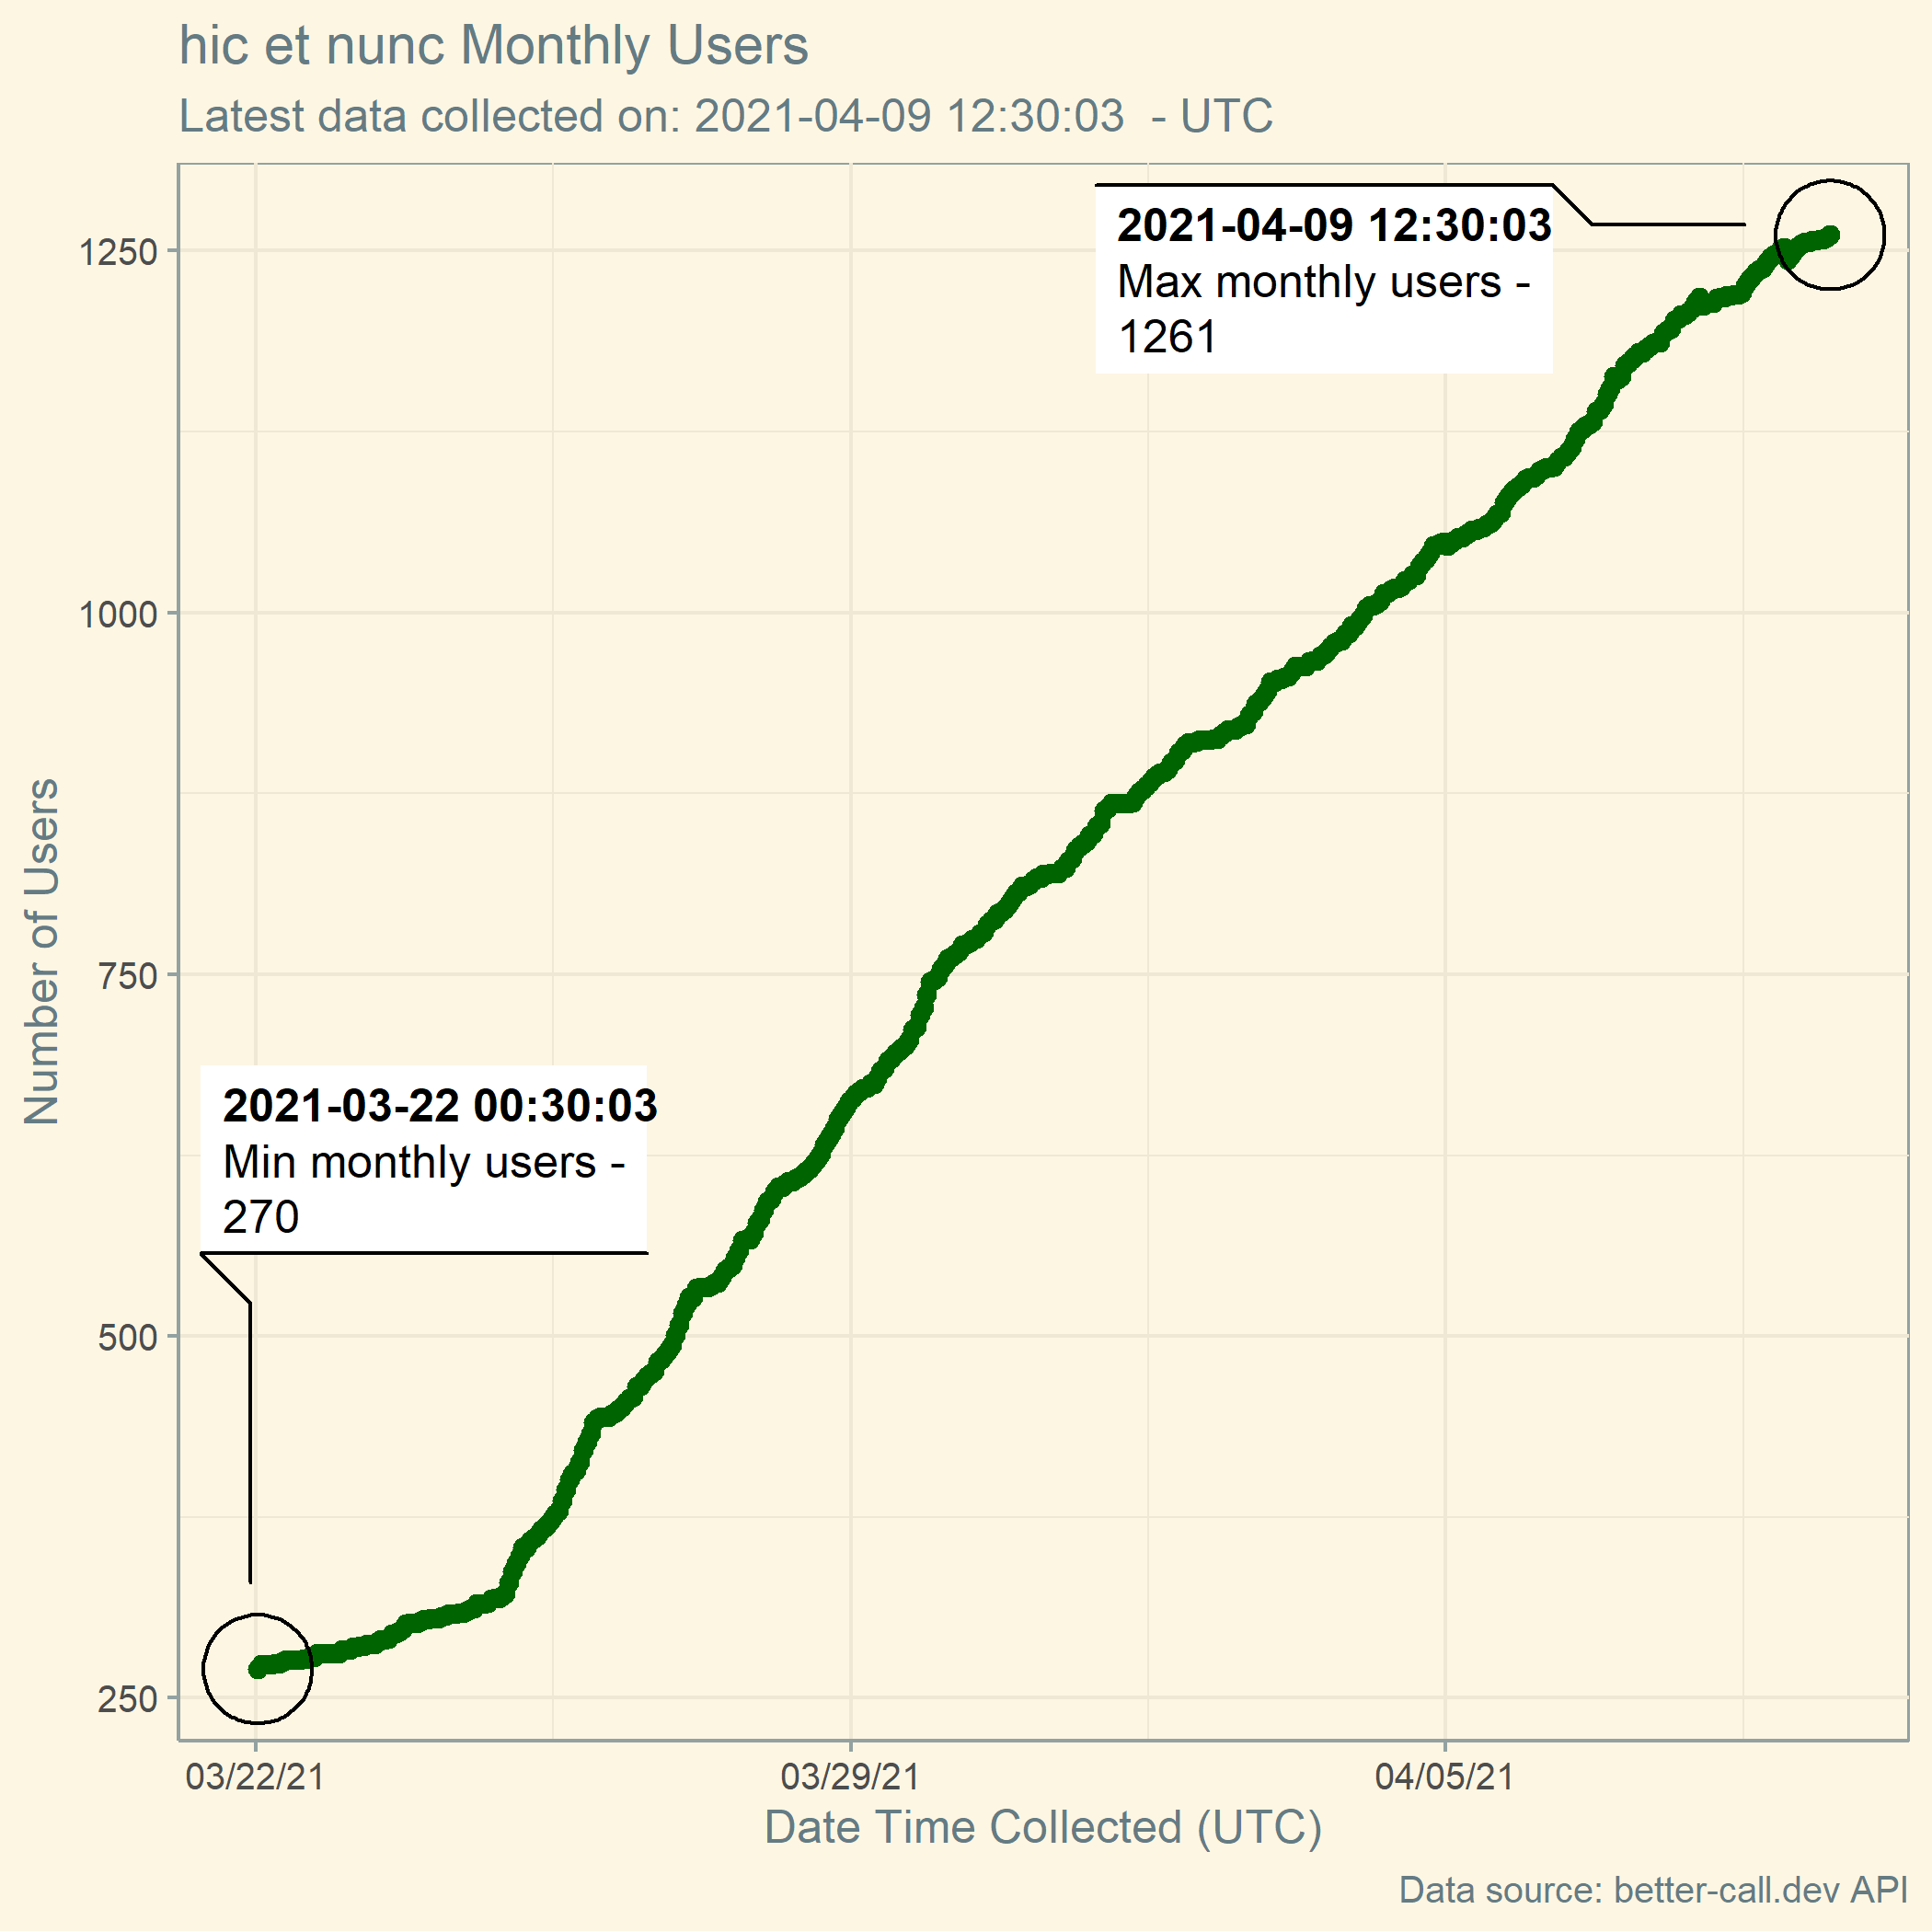 hic et nunc Monthly Users
Latest data collected on: 2021-04-09 12:30:03  - UTC
2021-04-09 12:30:03
Max monthly users -
1261
1250
1000
750
500
250
Number of Users
2021-03-22 00:30:03
Min monthly users -
270
03/22/21
03/29/21
04/05/21
Date Time Collected (UTC)
Data source: better-call.dev API